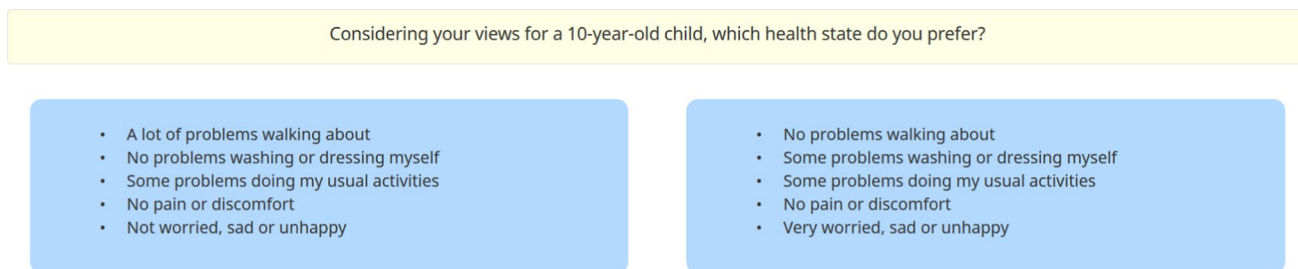 Considering your views for a 10-year-old child, which health state do you prefer?
• A lot of problems walking about
• No problems washing or dressing myself
• Some problems doing my usual activities
• No pain or discomfort
• Not worried, sad or unhappy
• No problems walking about
• Some problems washing or dressing myself
• Some problems doing my usual activities
• No pain or discomfort
• Very worried, sad or unhappy